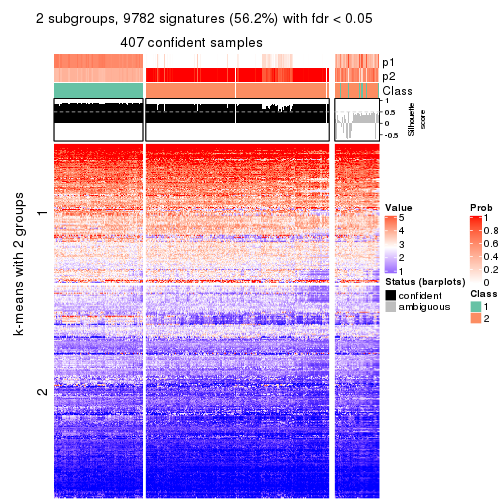 2 subgroups, 9782 signatures (56.2%) with fdr < 0.05
407 confident samples
p1
p2
Class
1
0.5
0
-0.5
Silhouette
score
k-means with 2 groups
1
2
Value
5
4
3
2
1
Status (barplots)
confident
ambiguous
Prob
1
0.8
0.6
0.4
0.2
0
Class
1
2